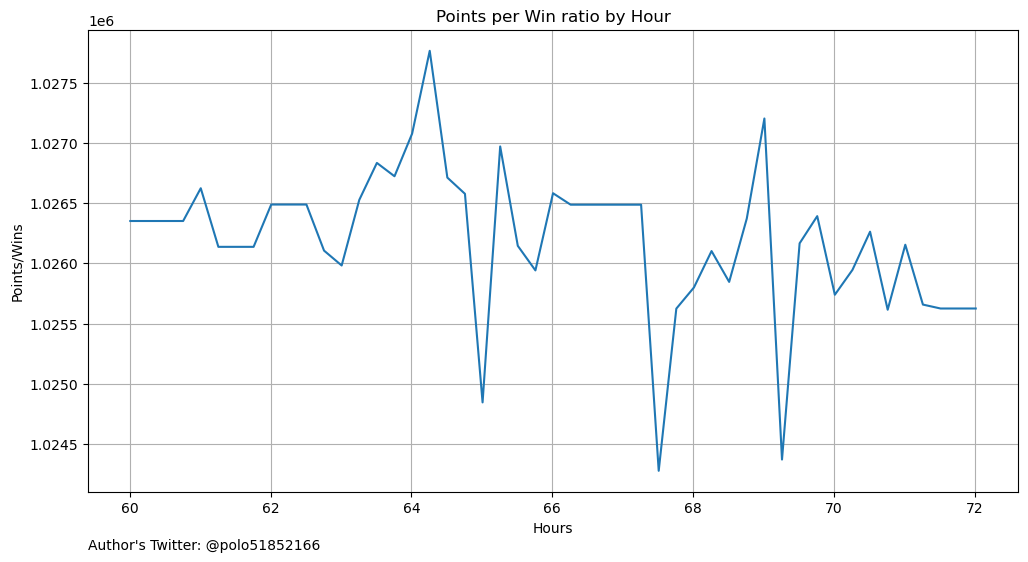 Points per Win ratio by Hour
1e6
1.0275
1.0270
1.0265
1.0260
1.0255
1.0250
1.0245
Points/Wins
60 62 64 66 68 70 72
Hours
Author's Twitter: @polo51852166